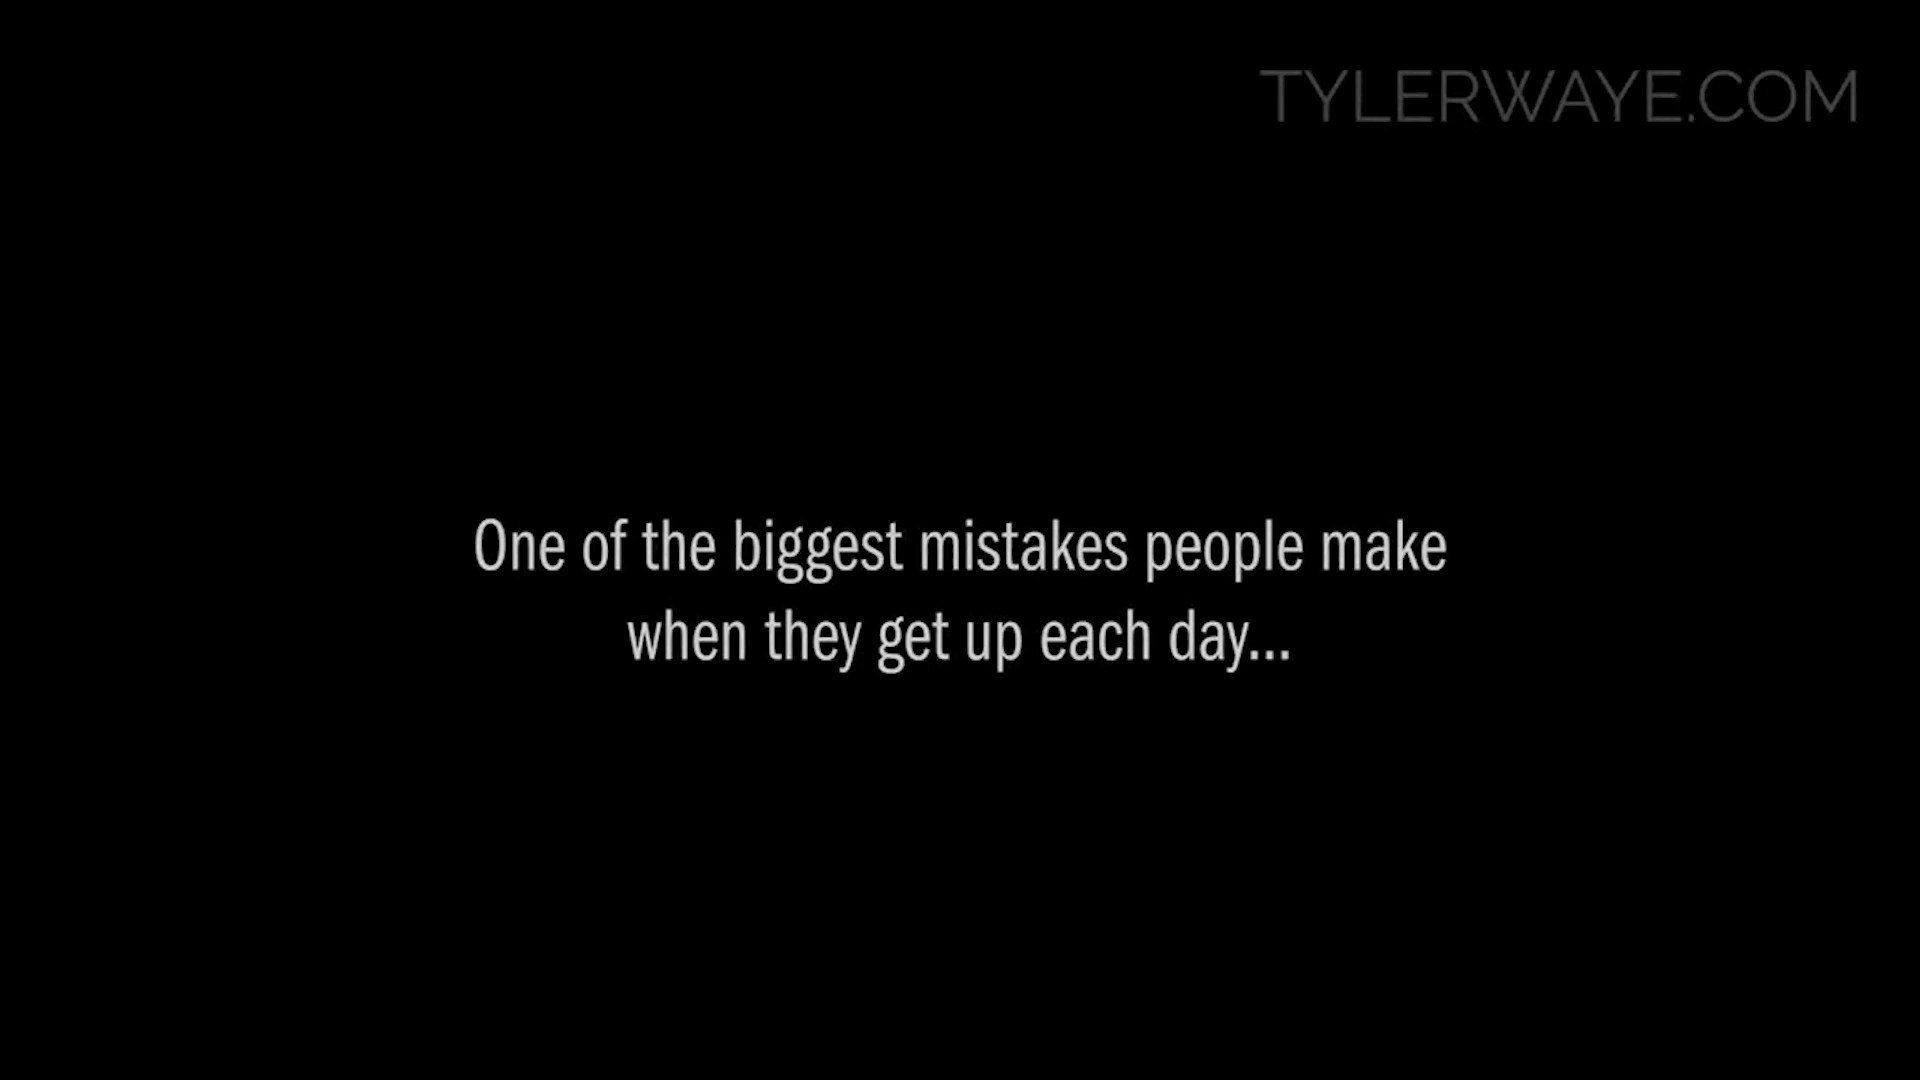 TYLERWAYE.COM
One of the biggest mistakes people make
when they get up each day...